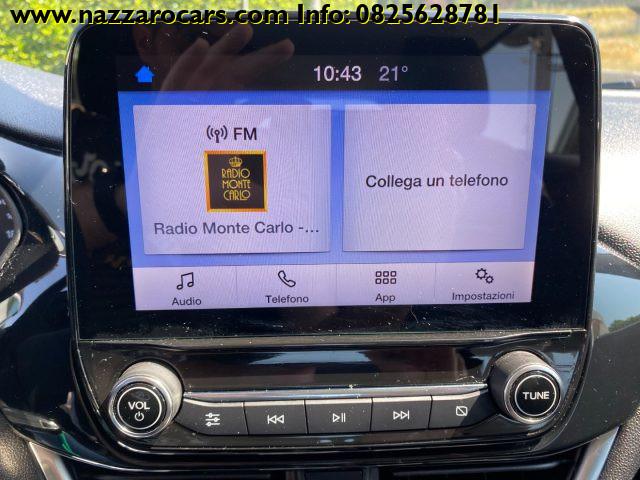 www.nazzarocars.com Info: 0825628781
10:43 21°
FM
RADIO
MONTE
CARLO
Radio Monte Carlo -...
Collega un telefono
Audio
Telefono
App
Impostazioni
VOL
TUNE